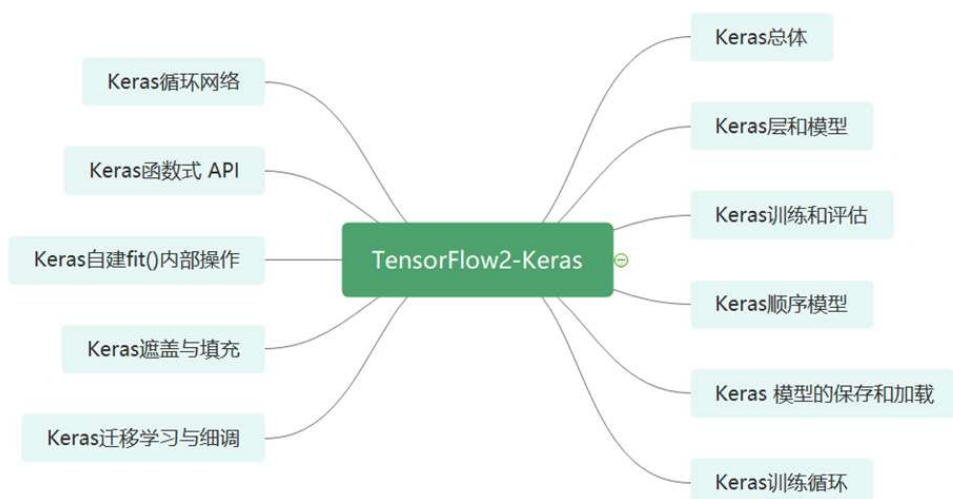 Keras总体
Keras循环网络
Keras层和模型
Keras函数式 API
Keras训练和评估
Keras自建fit()内部操作
TensorFlow2-Keras
Keras顺序模型
Keras遮盖与填充
Keras 模型的保存和加载
Keras迁移学习与细调
Keras训练循环